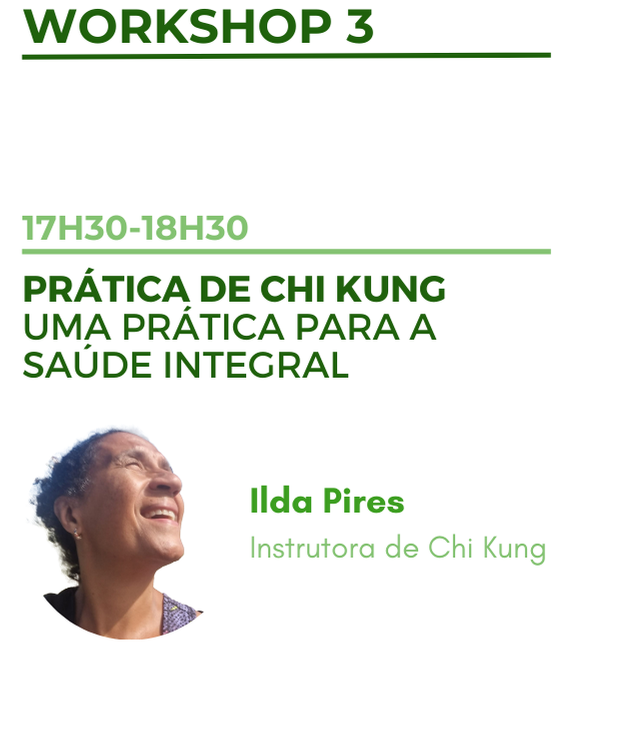 WORKSHOP 3
17H30-18H30
PRÁTICA DE CHI KUNG
UMA PRÁTICA PARA A
SAÚDE INTEGRAL
Ilda Pires
Instrutora de Chi Kung